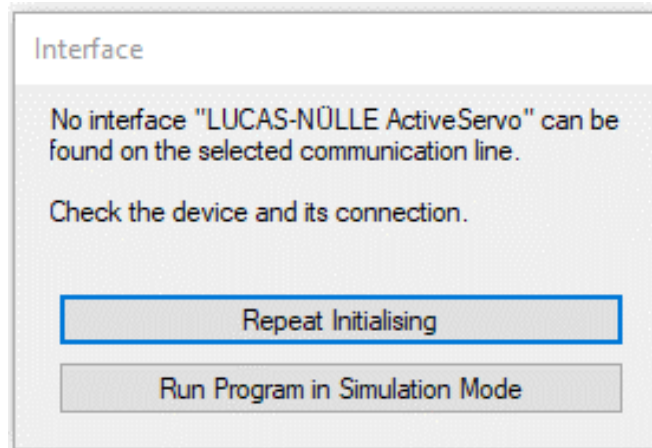 Interface
No interface "LUCAS-NÜLLE ActiveServo" can be
found on the selected communication line.
Check the device and its connection.
Repeat Initialising
Run Program in Simulation Mode